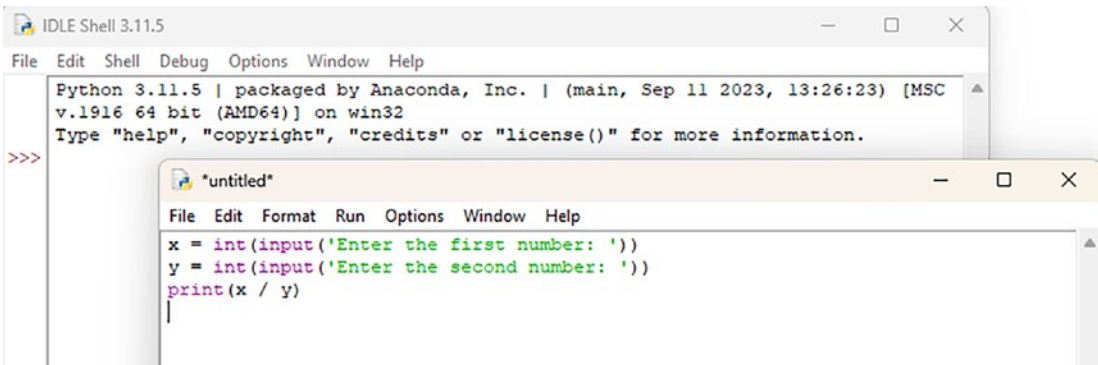 IDLE Shell 3.11.5
File Edit Shell Debug Options Window Help
Python 3.11.5 | packaged by Anaconda, Inc. | (main, Sep 11 2023, 13:26:23) [MSC
v.1916 64 bit (AMD64)] on win32
Type "help", "copyright", "credits" or "license()" for more information.
>>>
*untitled*
File Edit Format Run Options Window Help
x = int(input('Enter the first number: '))
y = int(input('Enter the second number: '))
print(x / y)